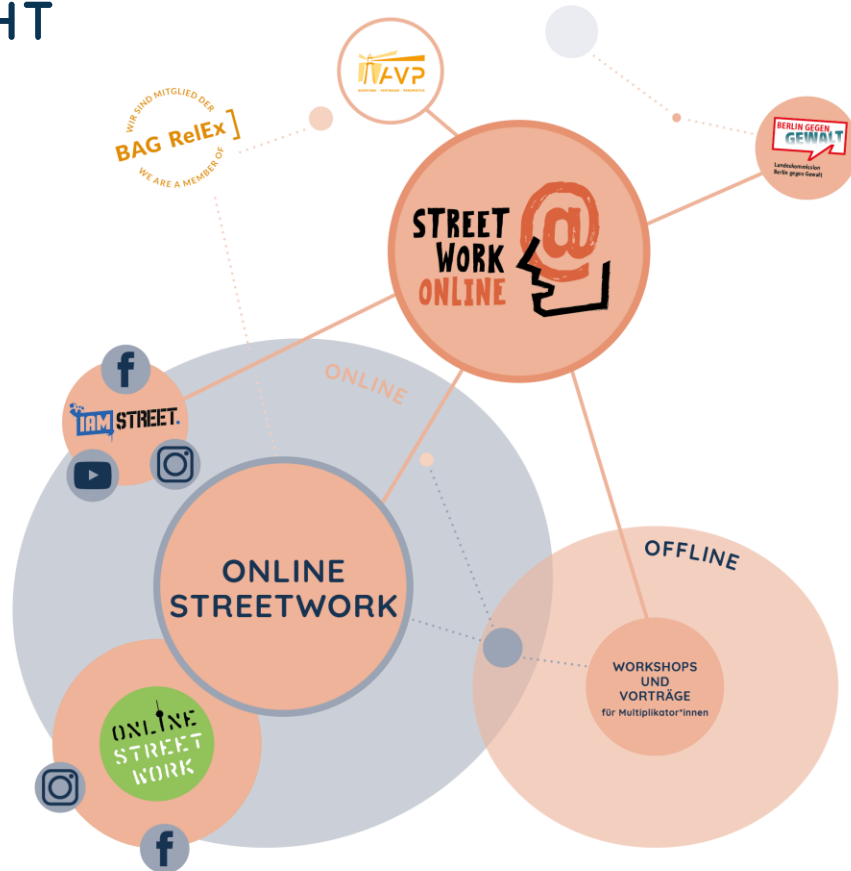 HT
WIR SIND MITGLIED DER
BAG RelEx]
WE ARE A MEMBER OF
AVP
BERLIN GEGEN
GEWALT
Landeskommission
Berlin gegen Gewalt
STREET
WORK
ONLINE
@
ONLINE
IAM STREET.
ONLINE
STREETWORK
OFFLINE
WORKSHOPS
UND
VORTRÄGE
für Multiplikator*innen
ONLINE
STREET
WORK